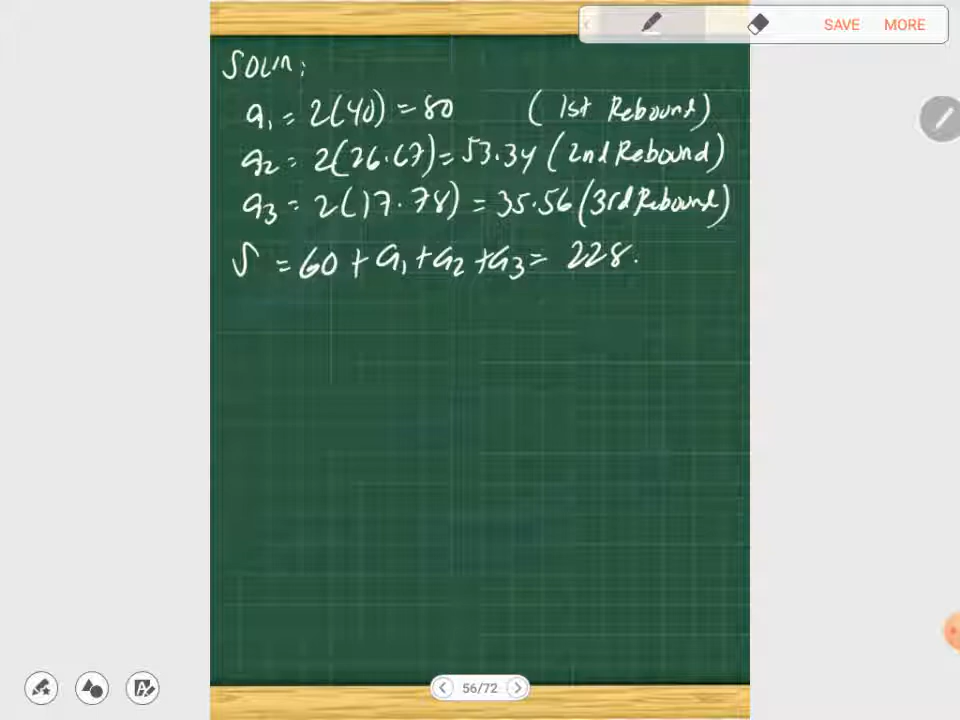 SAVE MORE
Soln:
a1 = 2(40) = 80 (1st Rebound)
a2 = 2(26.67) = 53.34 (2nd Rebound)
a3 = 2(17.78) = 35.56 (3rd Rebound)
S = 60 + a1 + a2 + a3 = 228.
56/72